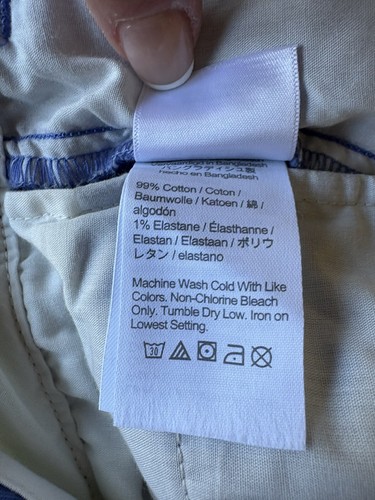 バングラディシュ製
hecho en Bangladesh
99% Cotton / Coton /
Baumwolle / Katoen / 綿 /
algodón
1% Elastane / Élasthanne /
Elastan / Elastaan / ポリウ
レタン / elastano
Machine Wash Cold With Like
Colors. Non-Chlorine Bleach
Only. Tumble Dry Low. Iron on
Lowest Setting.
30